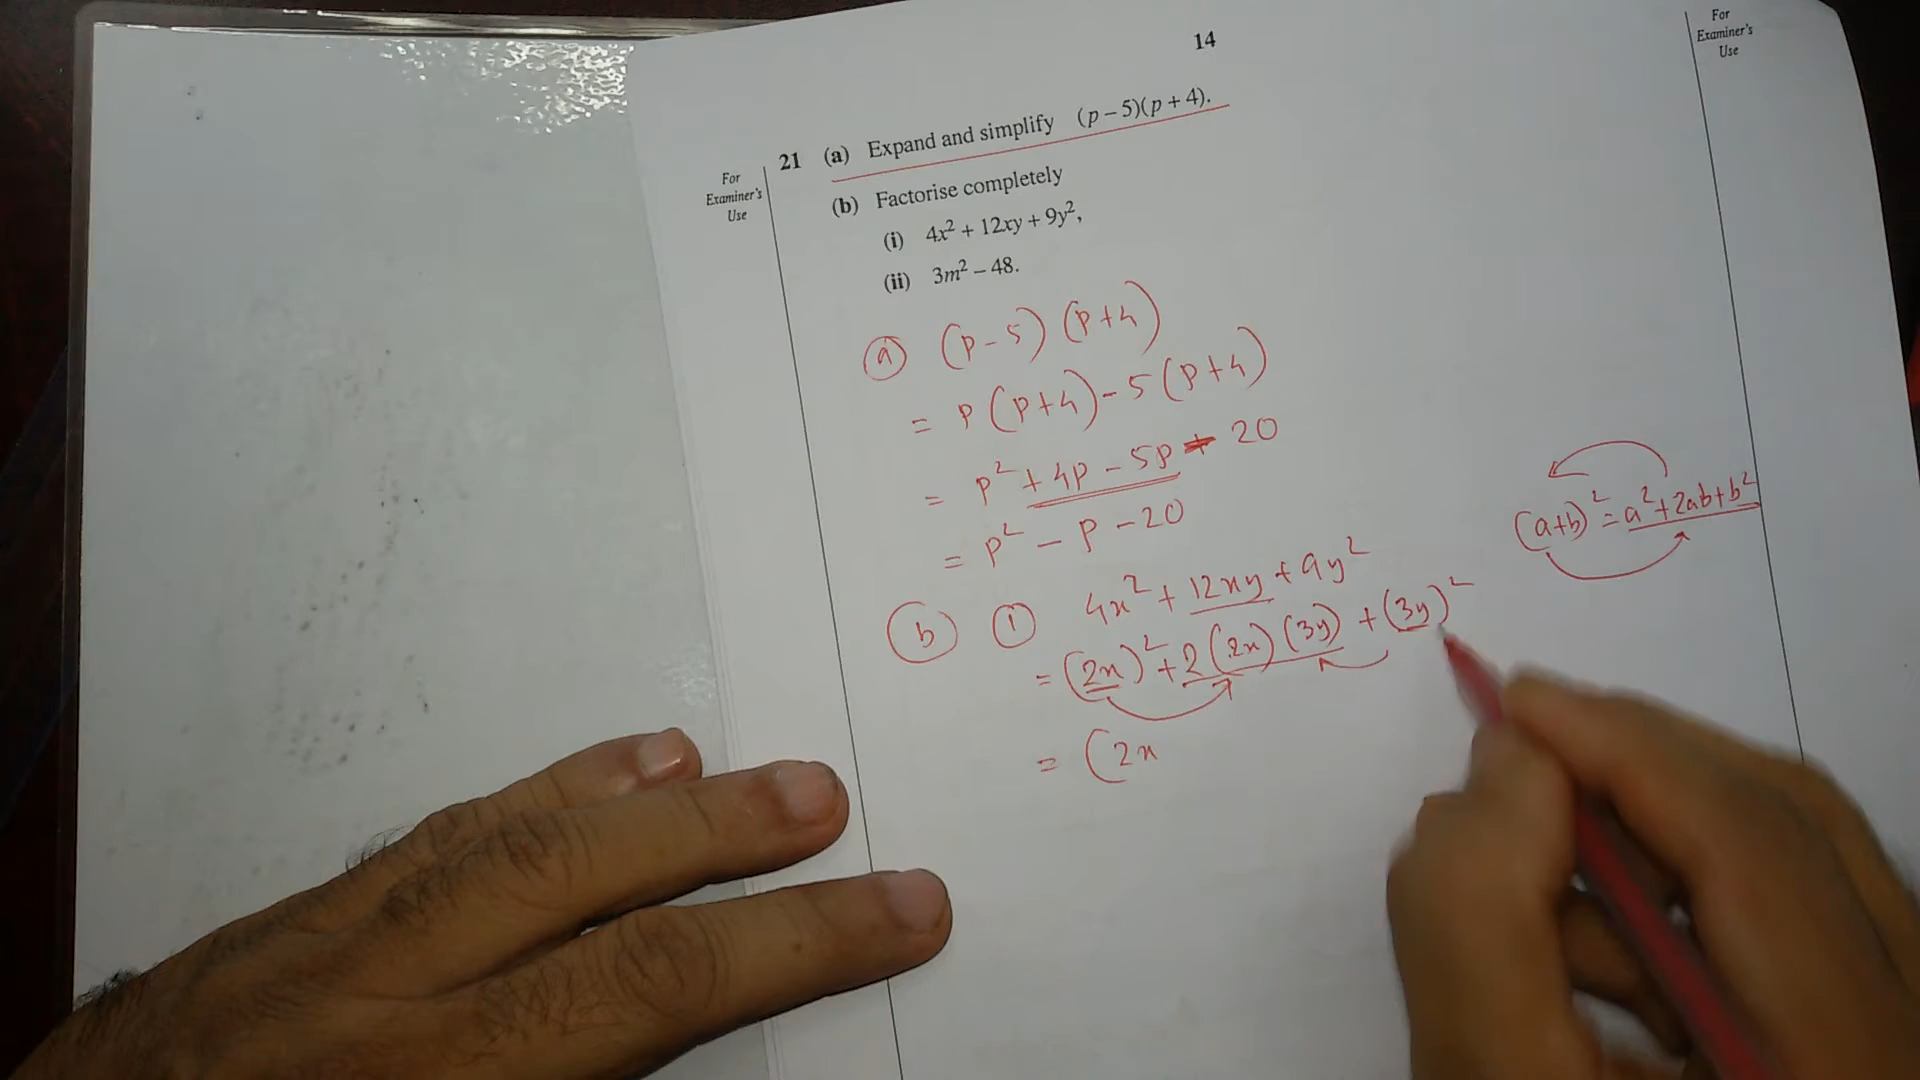 14
For
Examiner's
Use
For
Examiner's
Use
21 (a) Expand and simplify (p – 5)(p + 4).
(b) Factorise completely
(i) 4x² + 12xy + 9y²,
(ii) 3m² – 48.
(a) (p - 5) (p + 4)
= p (p + 4) - 5 (p + 4)
= p² + 4p - 5p - 20
= p² - p - 20
(a+b)² = a² + 2ab + b²
(b) (1) 4x² + 12xy + 9y²
= (2x)² + 2 (2x) (3y) + (3y)²
= (2x